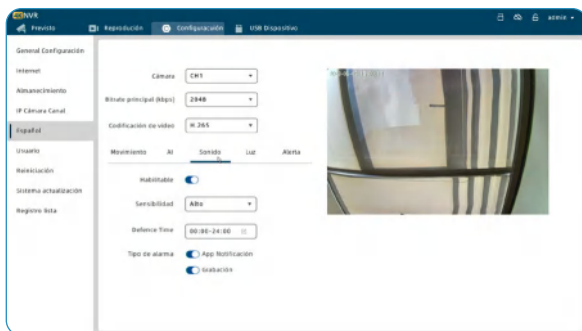 4K NVR
Previsto Reproducción Configuración USB Dispositivo admin
General Configuración
Internet
Almanecimiento
IP Cámara Canal
Español
Usuario
Reiniciación
Sistema actualización
Registro lista
Cámara CH1
Bitrate principal (kbps) 2048
Codificación de vídeo H.265
Movimiento AI Sonido Luz Alerta
Habilitable
Sensibilidad Alto
Defence Time 00:00-24:00
Tipo de alarma App Notificación
Grabación